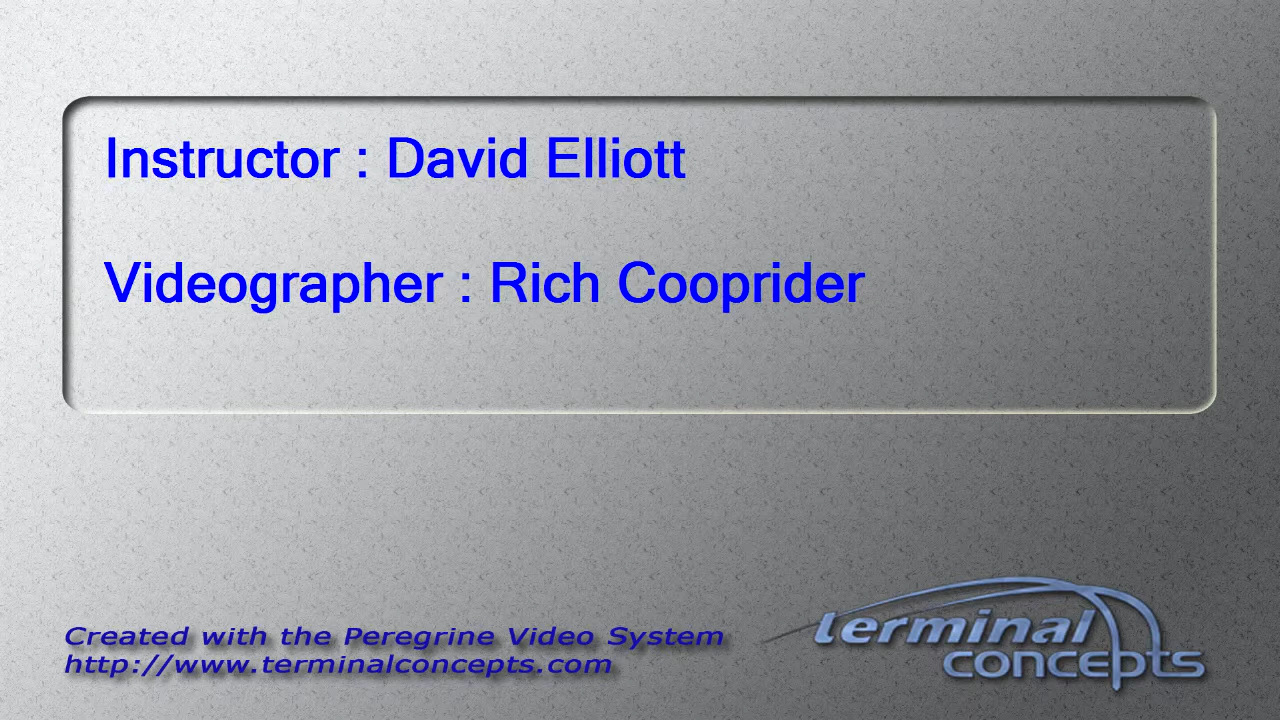 Instructor : David Elliott
Videographer : Rich Cooprider
Created with the Peregrine Video System
http://www.terminalconcepts.com
terminal
concepts